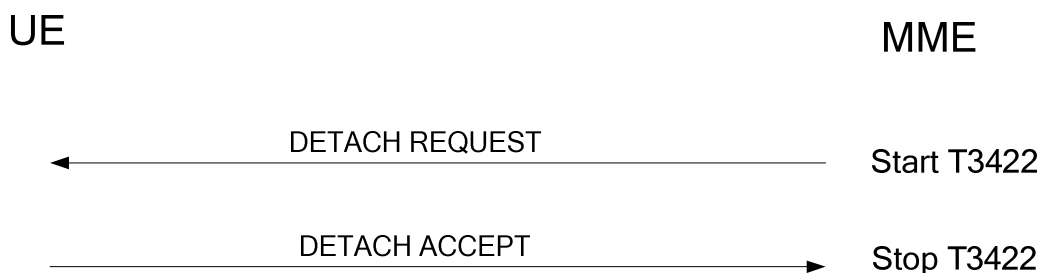 UE
MME
DETACH REQUEST
Start T3422
DETACH ACCEPT
Stop T3422